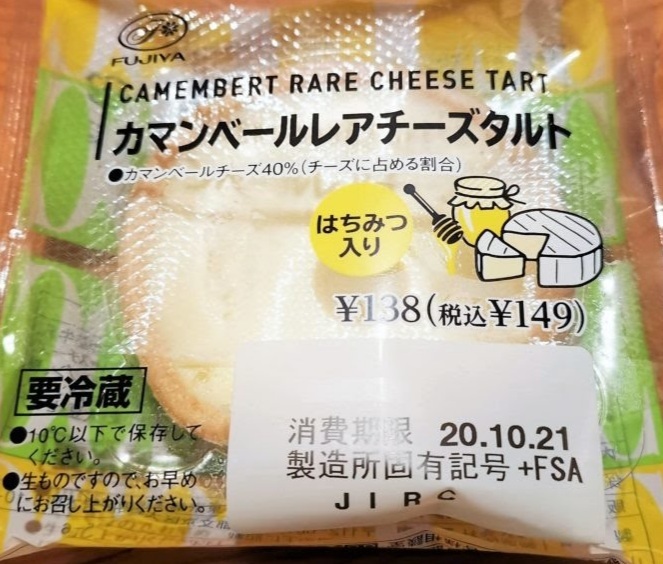 FUJIYA
CAMEMBERT RARE CHEESE TART
カマンベールレアチーズタルト
●カマンベールチーズ40%(チーズに占める割合)
はちみつ
入り
¥138(税込¥149)
要冷蔵
●10℃以下で保存して
ください。
●生ものですので、お早め
にお召し上がりください。
消費期限 20.10.21
製造所固有記号+FSA